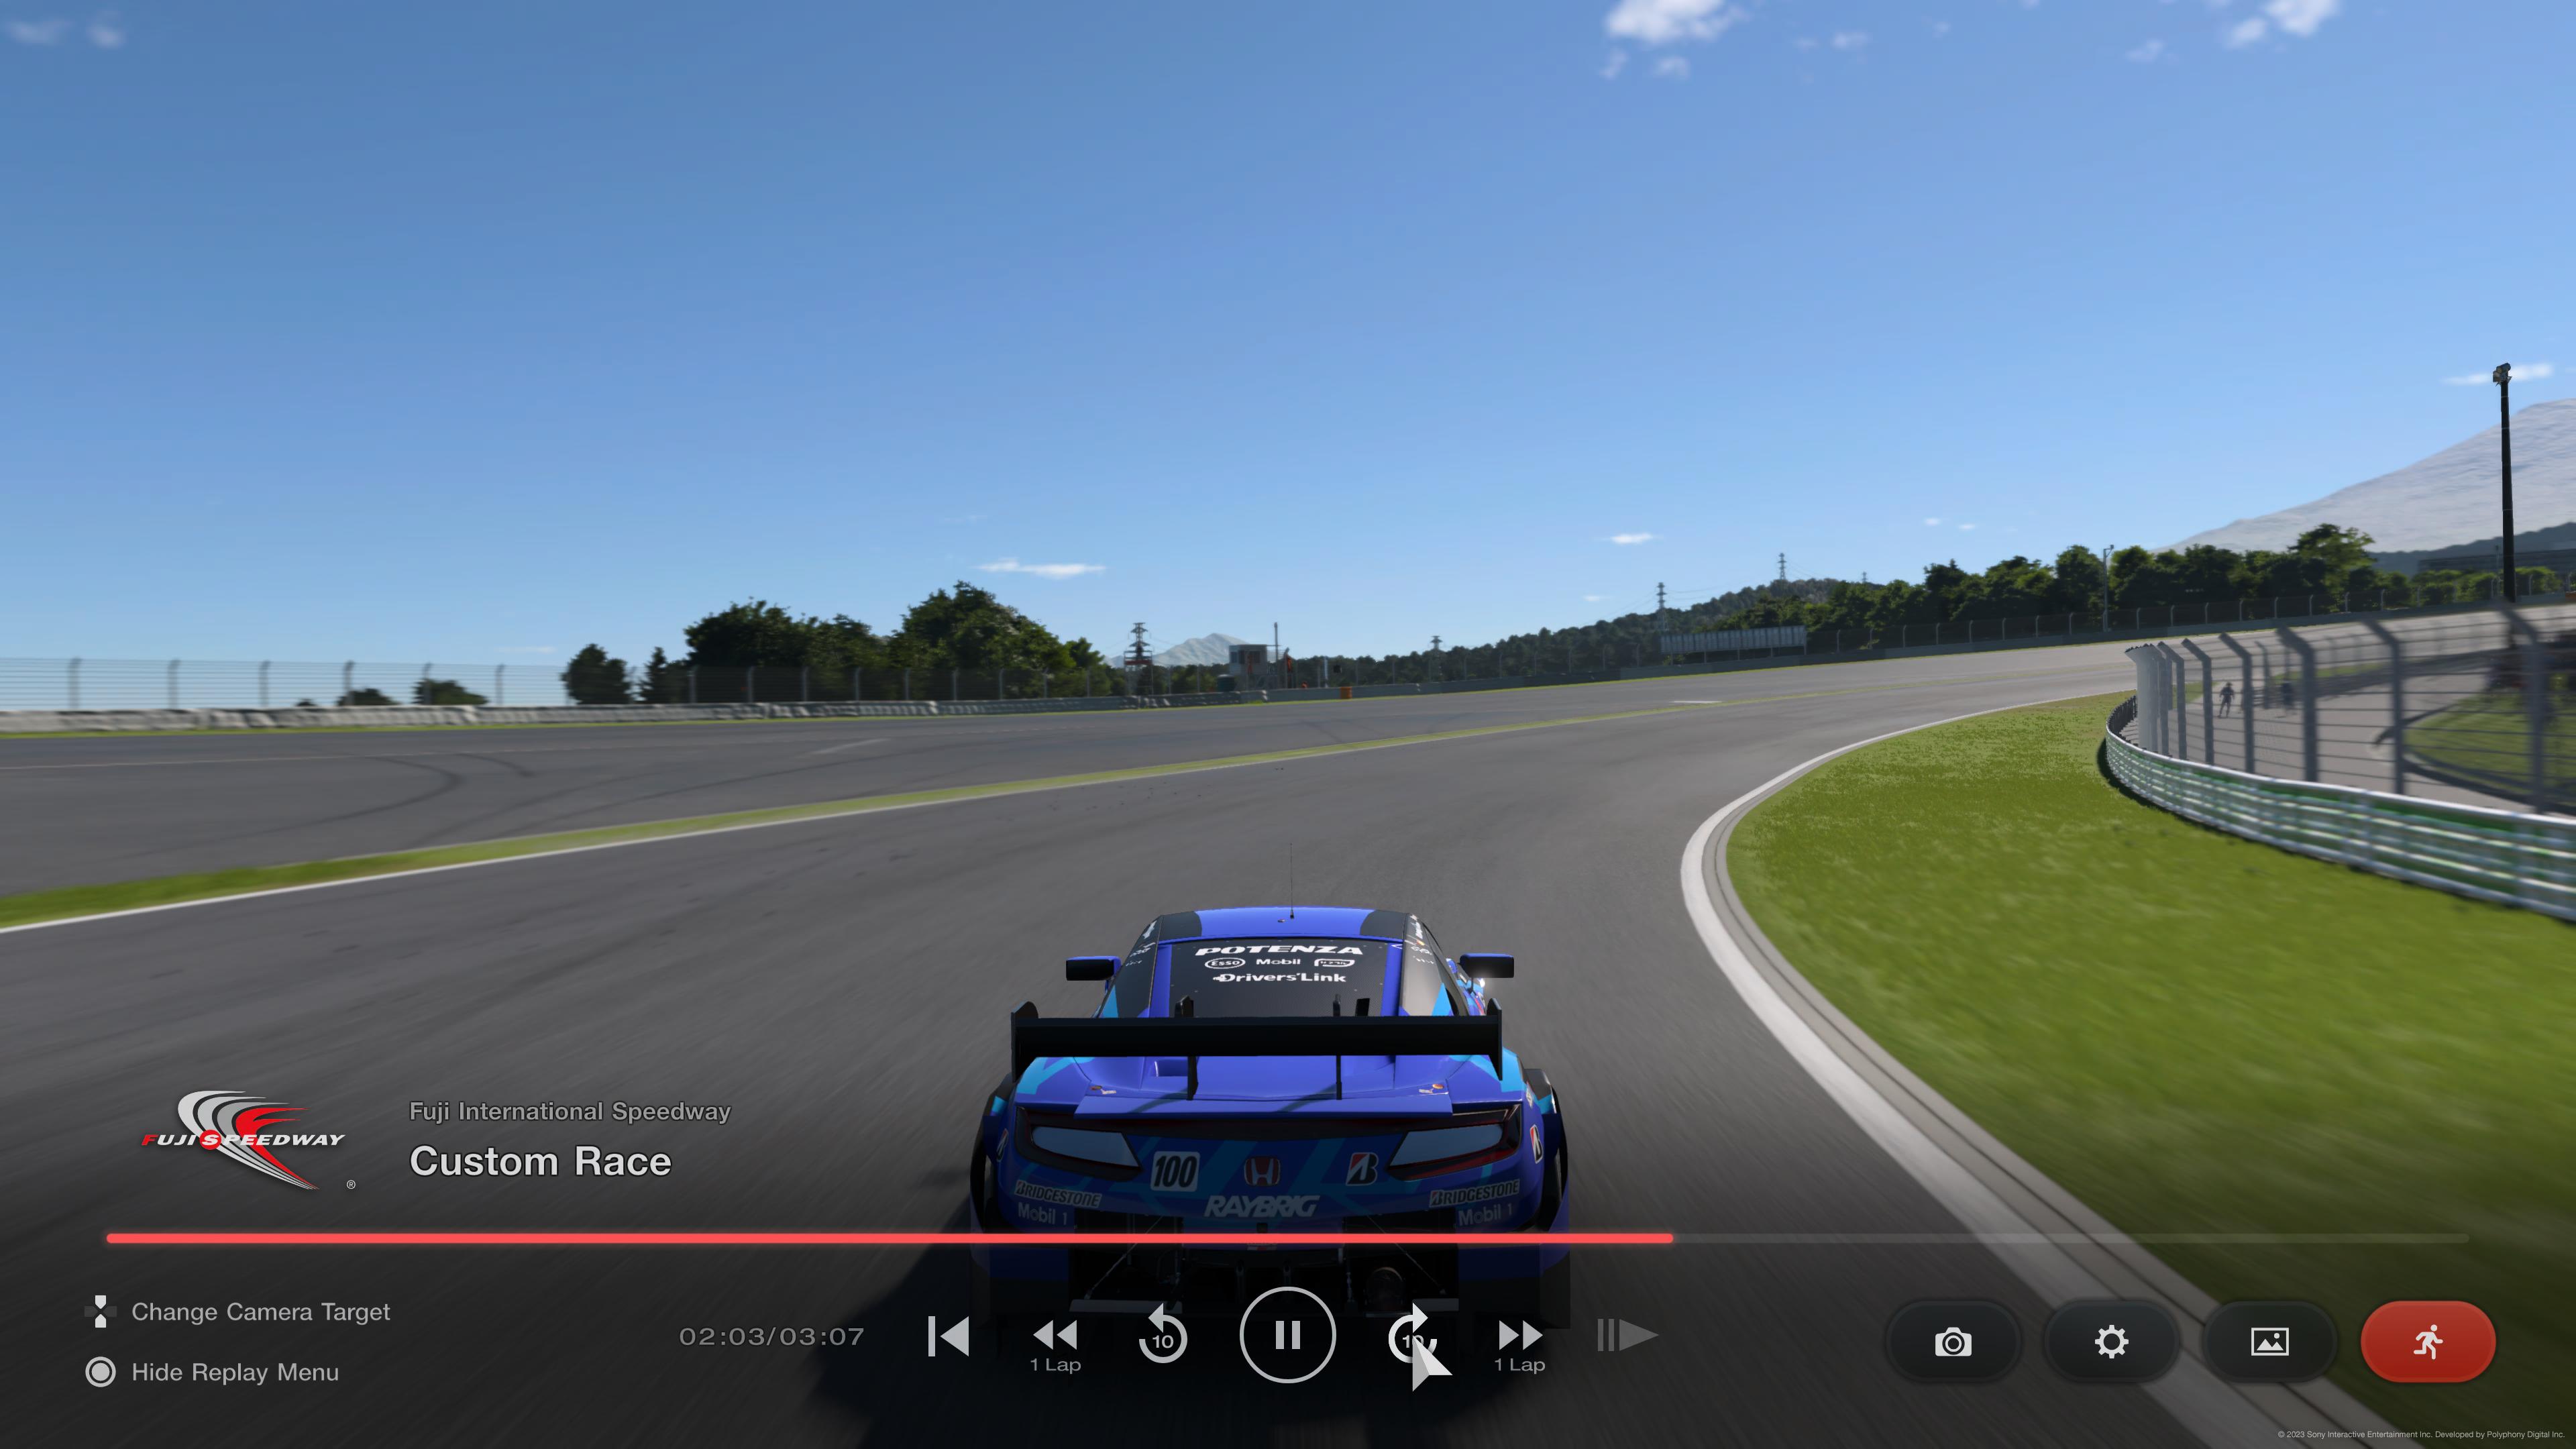 POTENZA
Esso Mobil
Drivers'Link
100
BRIDGESTONE
Mobil 1
RAYBRIG
BRIDGESTONE
Mobil 1
FUJI SPEEDWAY
®
Fuji International Speedway
Custom Race
Change Camera Target
Hide Replay Menu
02:03/03:07
1 Lap
10
10
1 Lap
© 2023 Sony Interactive Entertainment Inc. Developed by Polyphony Digital Inc.